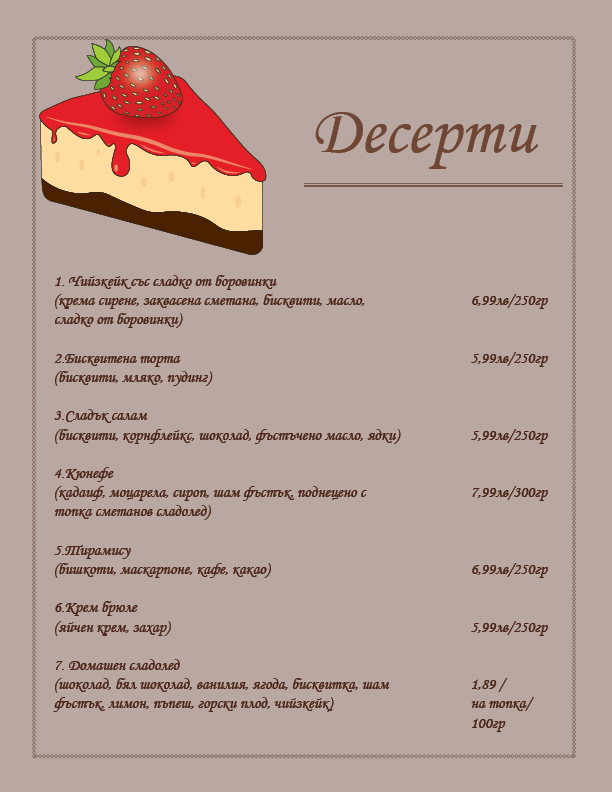 Десерти
1. Чийзкейк със сладко от боровинки
(крема сирене, заквасена сметана, бисквити, масло, 6,99лв/250гр
сладко от боровинки)
2.Бисквитена торта 5,99лв/250гр
(бисквити, мляко, пудинг)
3.Сладък салам
(бисквити, корнфлейкс, шоколад, фъстъчено масло, ядки) 5,99лв/250гр
4.Кюнефе
(кадаиф, моцарела, сироп, шам фъстък, поднецено с 7,99лв/300гр
топка сметанов сладолед)
5.Тирамису
(бишкоти, маскарпоне, кафе, какао) 6,99лв/250гр
6.Крем брюле
(яйчен крем, захар) 5,99лв/250гр
7. Домашен сладолед
(шоколад, бял шоколад, ванилия, ягода, бисквитка, шам 1,89 /
фъстък, лимон, пъпеш, горски плод, чийзкейк) на топка/
100гр